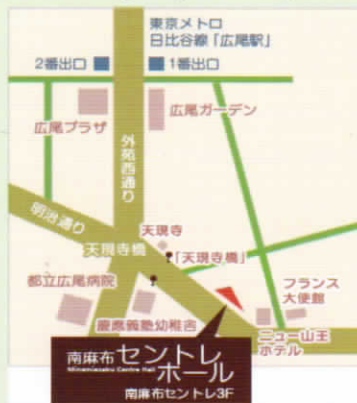 東京メトロ
日比谷線「広尾駅」
2番出口
1番出口
広尾プラザ
広尾ガーデン
外苑西通り
明治通り
天現寺
天現寺橋
「天現寺橋」
都立広尾病院
慶應義塾幼稚舎
フランス
大使館
ニュー山王
ホテル
南麻布セントレ
ホール
Minamiazabu Centre Hall
南麻布セントレ3F